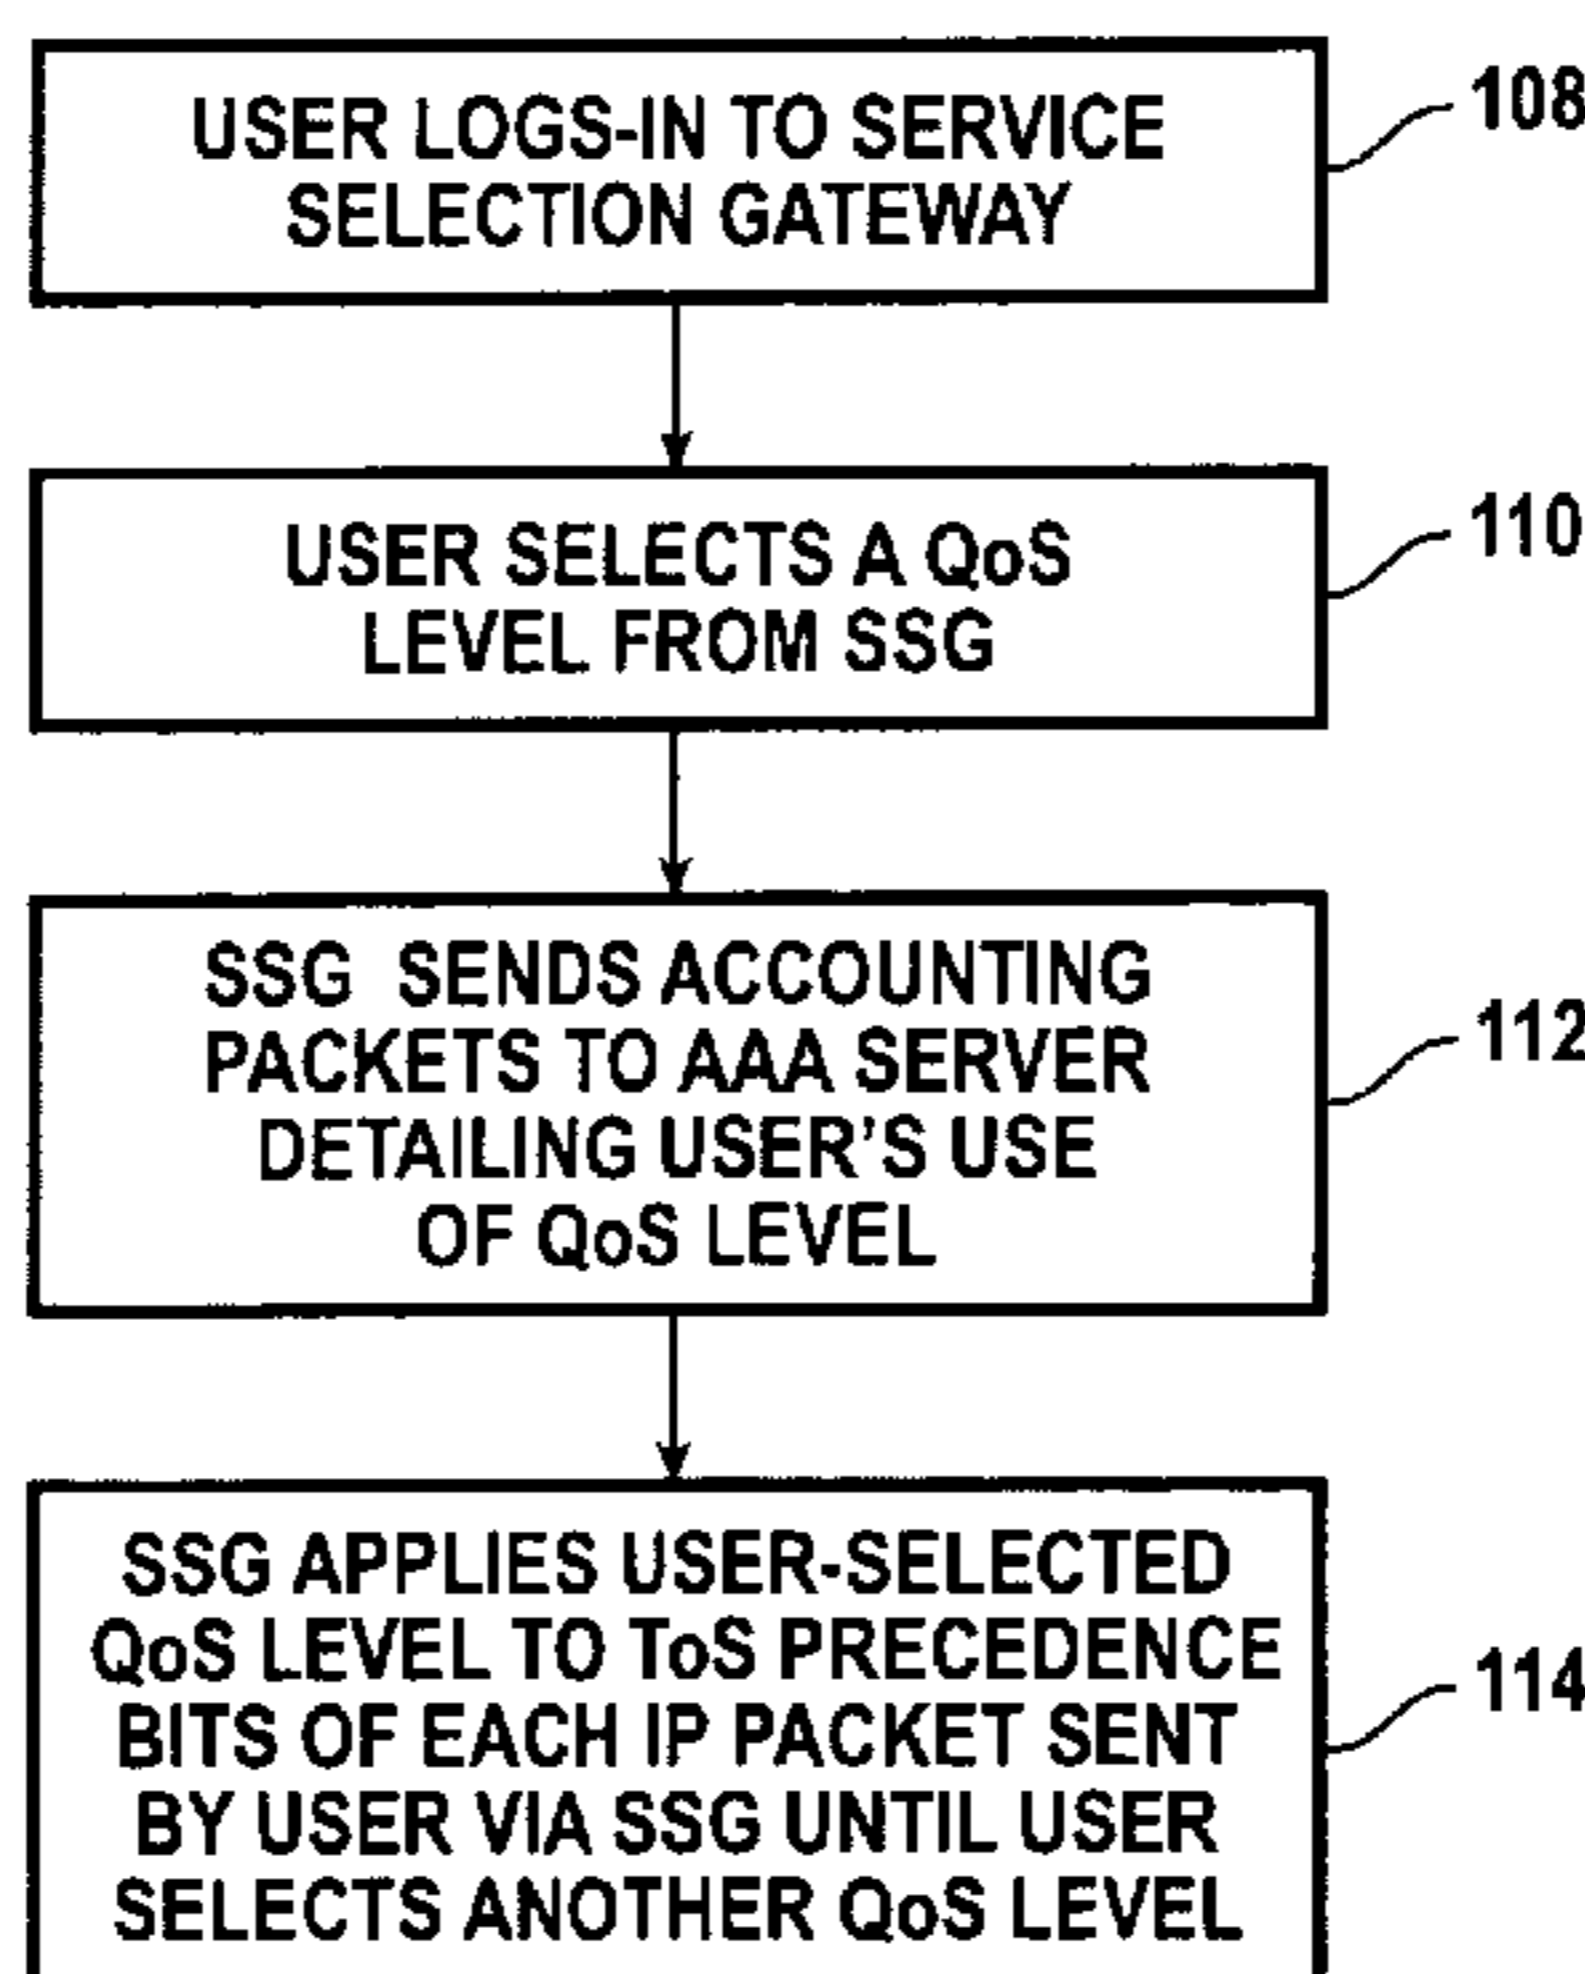 USER LOGS-IN TO SERVICE
SELECTION GATEWAY
108
USER SELECTS A QoS
LEVEL FROM SSG
110
SSG SENDS ACCOUNTING
PACKETS TO AAA SERVER
DETAILING USER'S USE
OF QoS LEVEL
112
SSG APPLIES USER-SELECTED
QoS LEVEL TO ToS PRECEDENCE
BITS OF EACH IP PACKET SENT
BY USER VIA SSG UNTIL USER
SELECTS ANOTHER QoS LEVEL
114